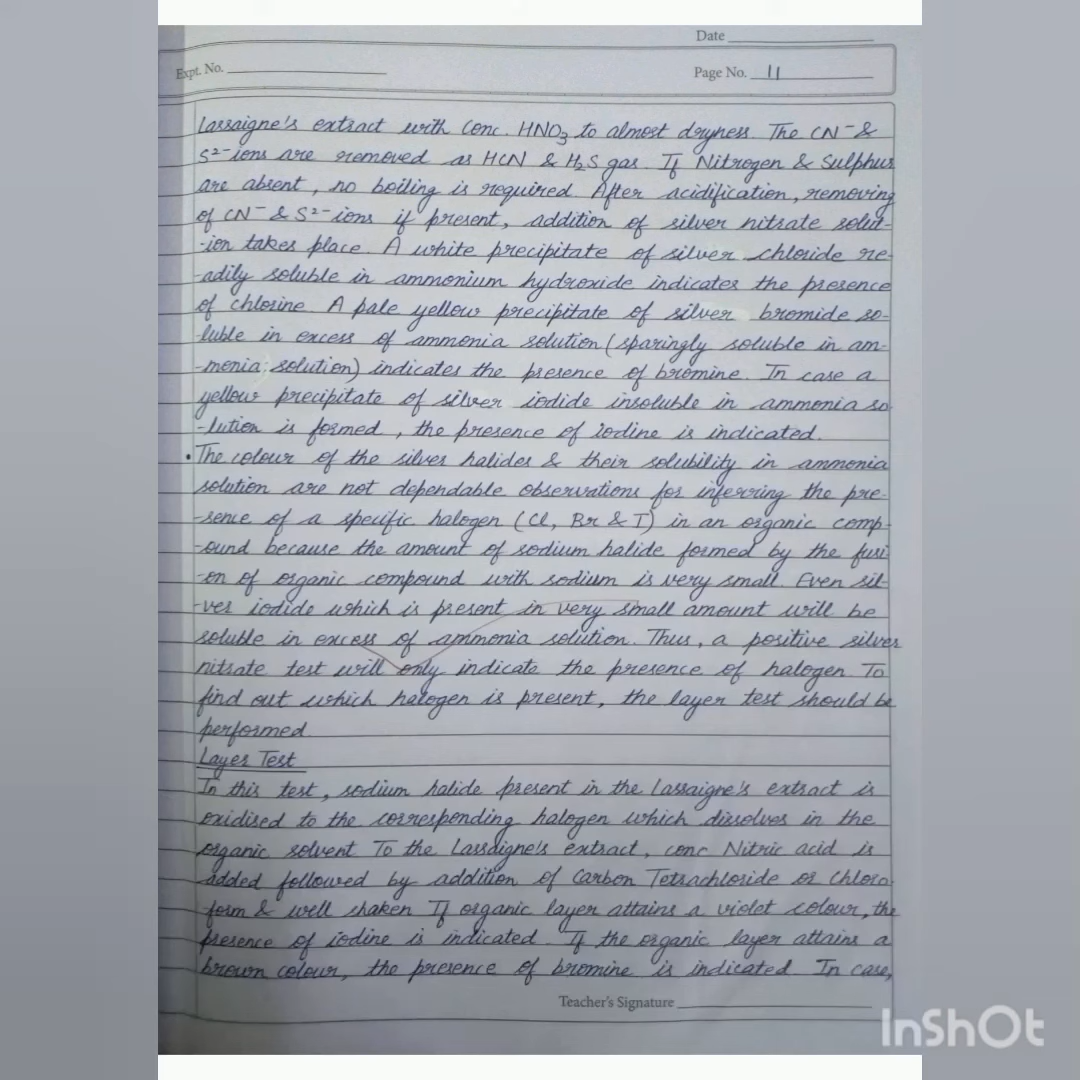 Date
Expt. No.
Page No. 11
Lassaigne's extract with Conc. HNO₃ to almost dryness. The CN⁻ &
S²⁻ ions are removed as HCN & H₂S gas. If Nitrogen & Sulphur
are absent, no boiling is required. After acidification, removing
of CN⁻ & S²⁻ ions if present, addition of silver nitrate solut-
-ion takes place. A white precipitate of silver chloride re-
-adily soluble in ammonium hydroxide indicates the presence
of chlorine. A pale yellow precipitate of silver bromide so-
-luble in excess of ammonia solution (sparingly soluble in am-
-monia solution) indicates the presence of bromine. In case a
yellow precipitate of silver iodide insoluble in ammonia so
-lution is formed, the presence of iodine is indicated.
• The colour of the silver halides & their solubility in ammonia
solution are not dependable observations for inferring the pre-
-sence of a specific halogen (Cl, Br & I) in an organic comp-
-ound because the amount of sodium halide formed by the fusi-
-on of organic compound with sodium is very small. Even sil-
-ver iodide which is present in very small amount will be
soluble in excess of ammonia solution. Thus, a positive silver
nitrate test will only indicate the presence of halogen. To
find out which halogen is present, the layer test should be
performed
Layer Test
In this test, sodium halide present in the Lassaigne's extract is
oxidised to the corresponding halogen which dissolves in the
organic solvent. To the Lassaigne's extract, conc Nitric acid is
added followed by addition of Carbon Tetrachloride or Chloro-
form & well shaken. If organic layer attains a violet colour, the
presence of iodine is indicated. If the organic layer attains a
brown colour, the presence of bromine is indicated. In case,
Teacher's Signature
InShOt